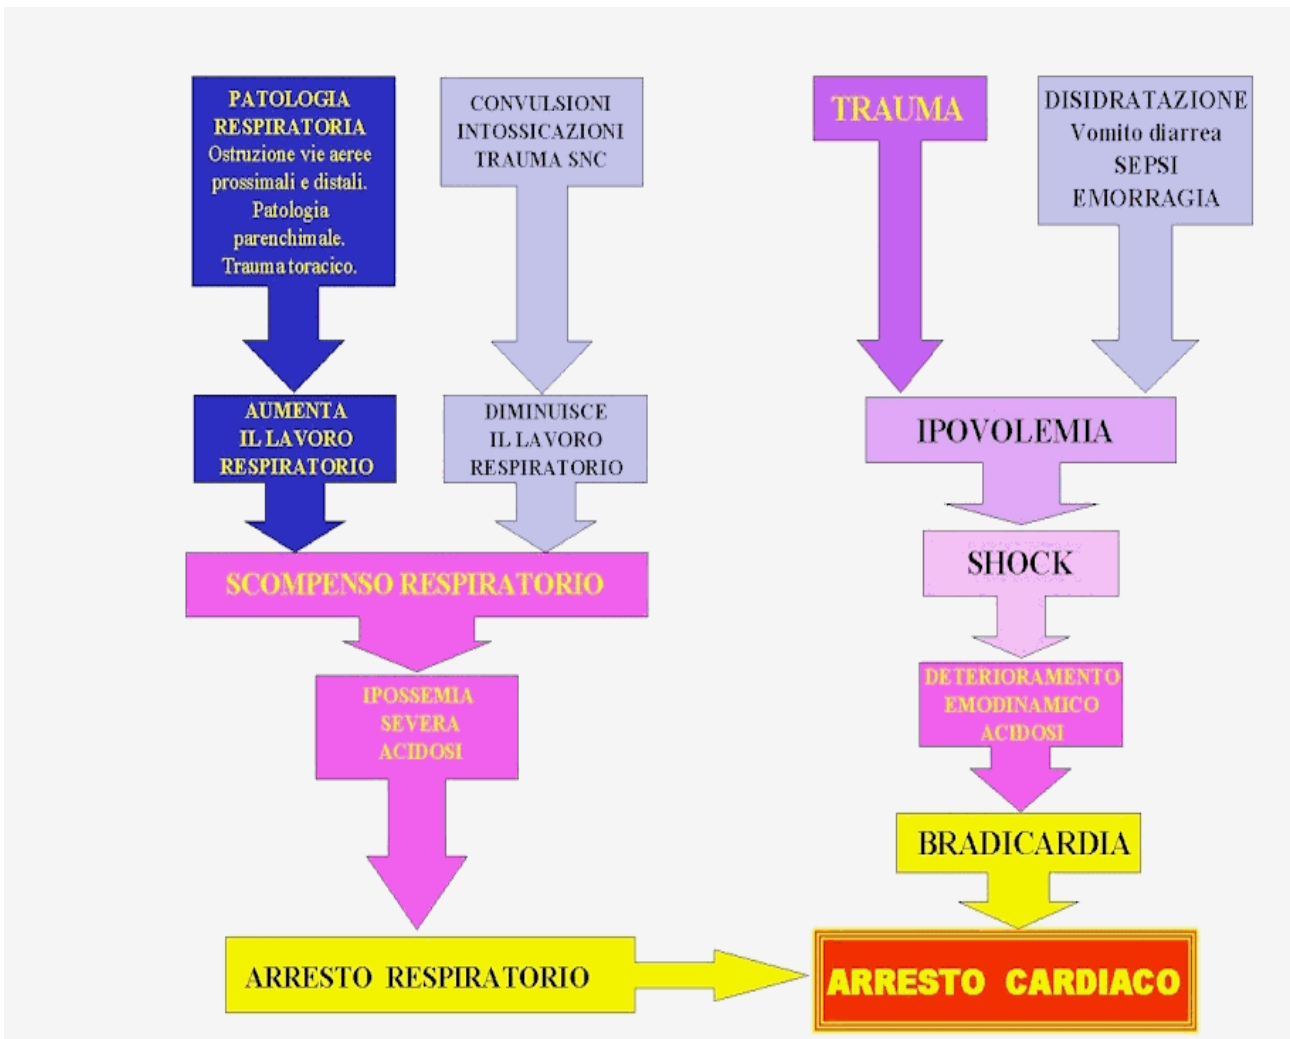 PATOLOGIA
RESPIRATORIA
Ostruzione vie aeree
prossimali e distali.
Patologia
parenchimale.
Trauma toracico.
CONVULSIONI
INTOSSICAZIONI
TRAUMA SNC
TRAUMA
DISIDRATAZIONE
Vomito diarrea
SEPSI
EMORRAGIA
AUMENTA
IL LAVORO
RESPIRATORIO
DIMINUISCE
IL LAVORO
RESPIRATORIO
IPOVOLEMIA
SCOMPENSO RESPIRATORIO
SHOCK
IPOSSEMIA
SEVERA
ACIDOSI
DETERIORAMENTO
EMODINAMICO
ACIDOSI
BRADICARDIA
ARRESTO RESPIRATORIO
ARRESTO CARDIACO